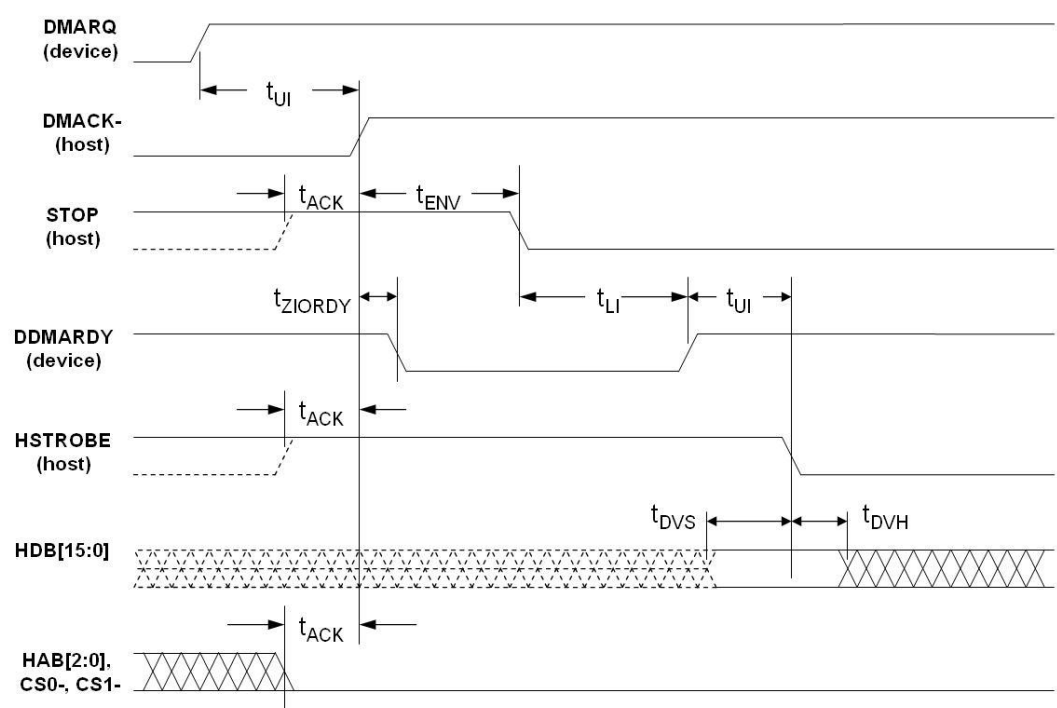 DMARQ
(device)
tUI
DMACK-
(host)
tACK
tENV
STOP
(host)
tZIORDY
tLI
tUI
DDMARDY
(device)
tACK
HSTROBE
(host)
tDVS
tDVH
HDB[15:0]
tACK
HAB[2:0],
CS0-, CS1-